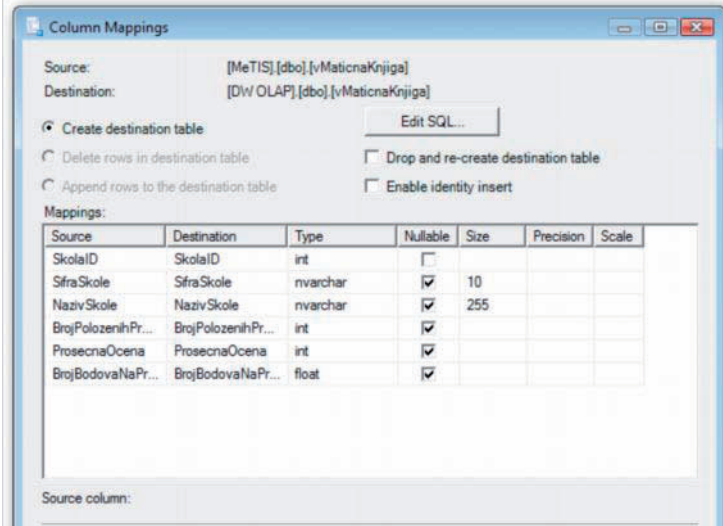 Column Mappings
Source: [MeTIS].[dbo].[vMaticnaKnjiga]
Destination: [DW OLAP].[dbo].[vMaticnaKnjiga]
Create destination table Edit SQL...
Delete rows in destination table Drop and re-create destination table
Append rows to the destination table Enable identity insert
Mappings:
Source Destination Type Nullable Size Precision Scale
SkolaID SkolaID int
SifraSkole SifraSkole nvarchar 10
NazivSkole NazivSkole nvarchar 255
BrojPolozenihPr... BrojPolozenihPr... int
ProsecnaOcena ProsecnaOcena int
BrojBodovaNaPr... BrojBodovaNaPr... float
Source column: